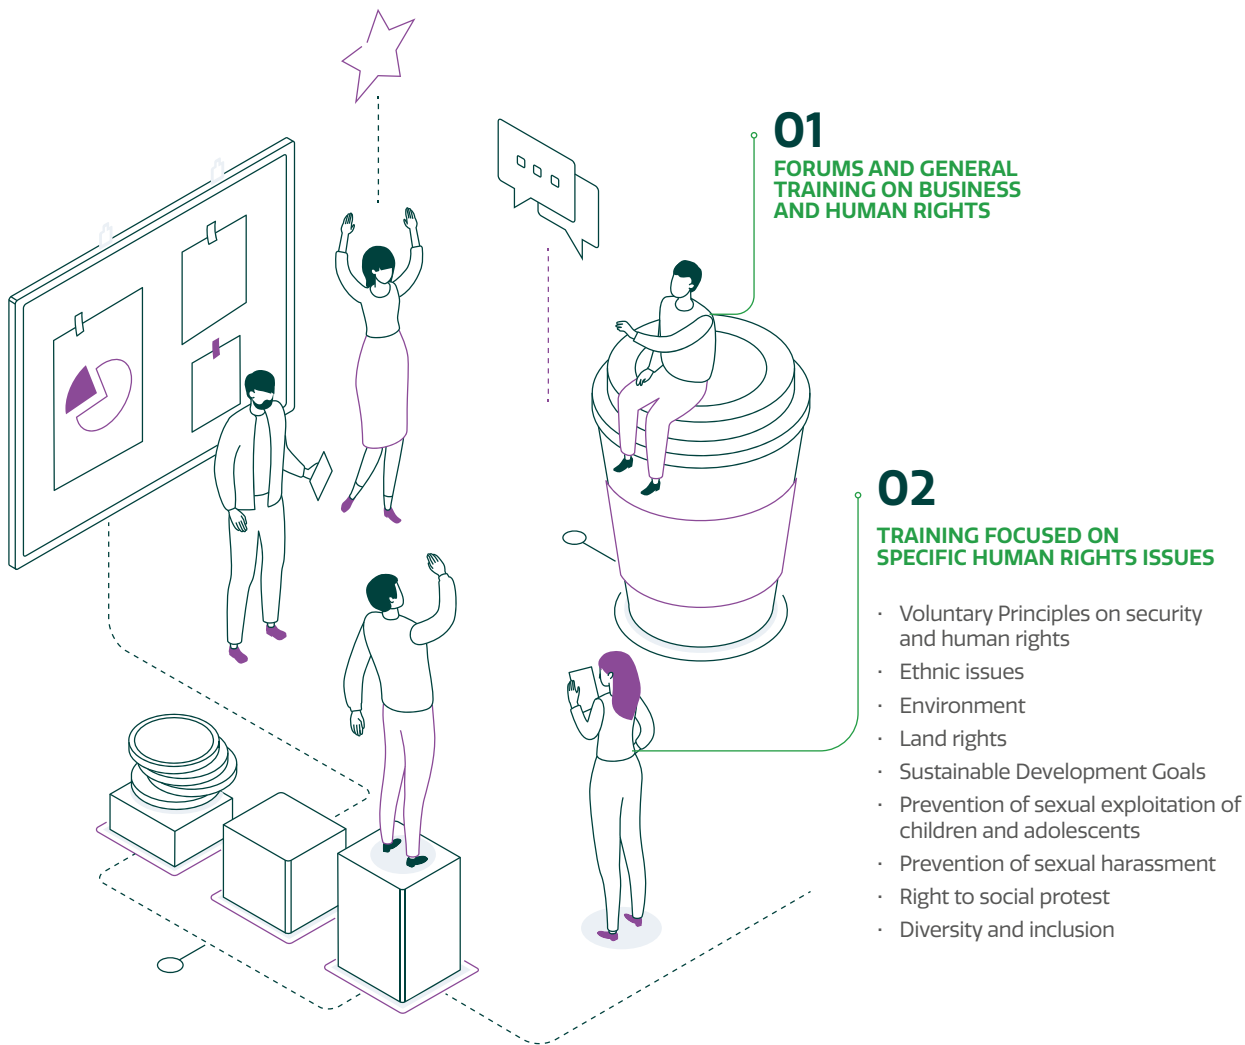 01
FORUMS AND GENERAL
TRAINING ON BUSINESS
AND HUMAN RIGHTS
02
TRAINING FOCUSED ON
SPECIFIC HUMAN RIGHTS ISSUES
· Voluntary Principles on security
and human rights
· Ethnic issues
· Environment
· Land rights
· Sustainable Development Goals
· Prevention of sexual exploitation of
children and adolescents
· Prevention of sexual harassment
· Right to social protest
· Diversity and inclusion